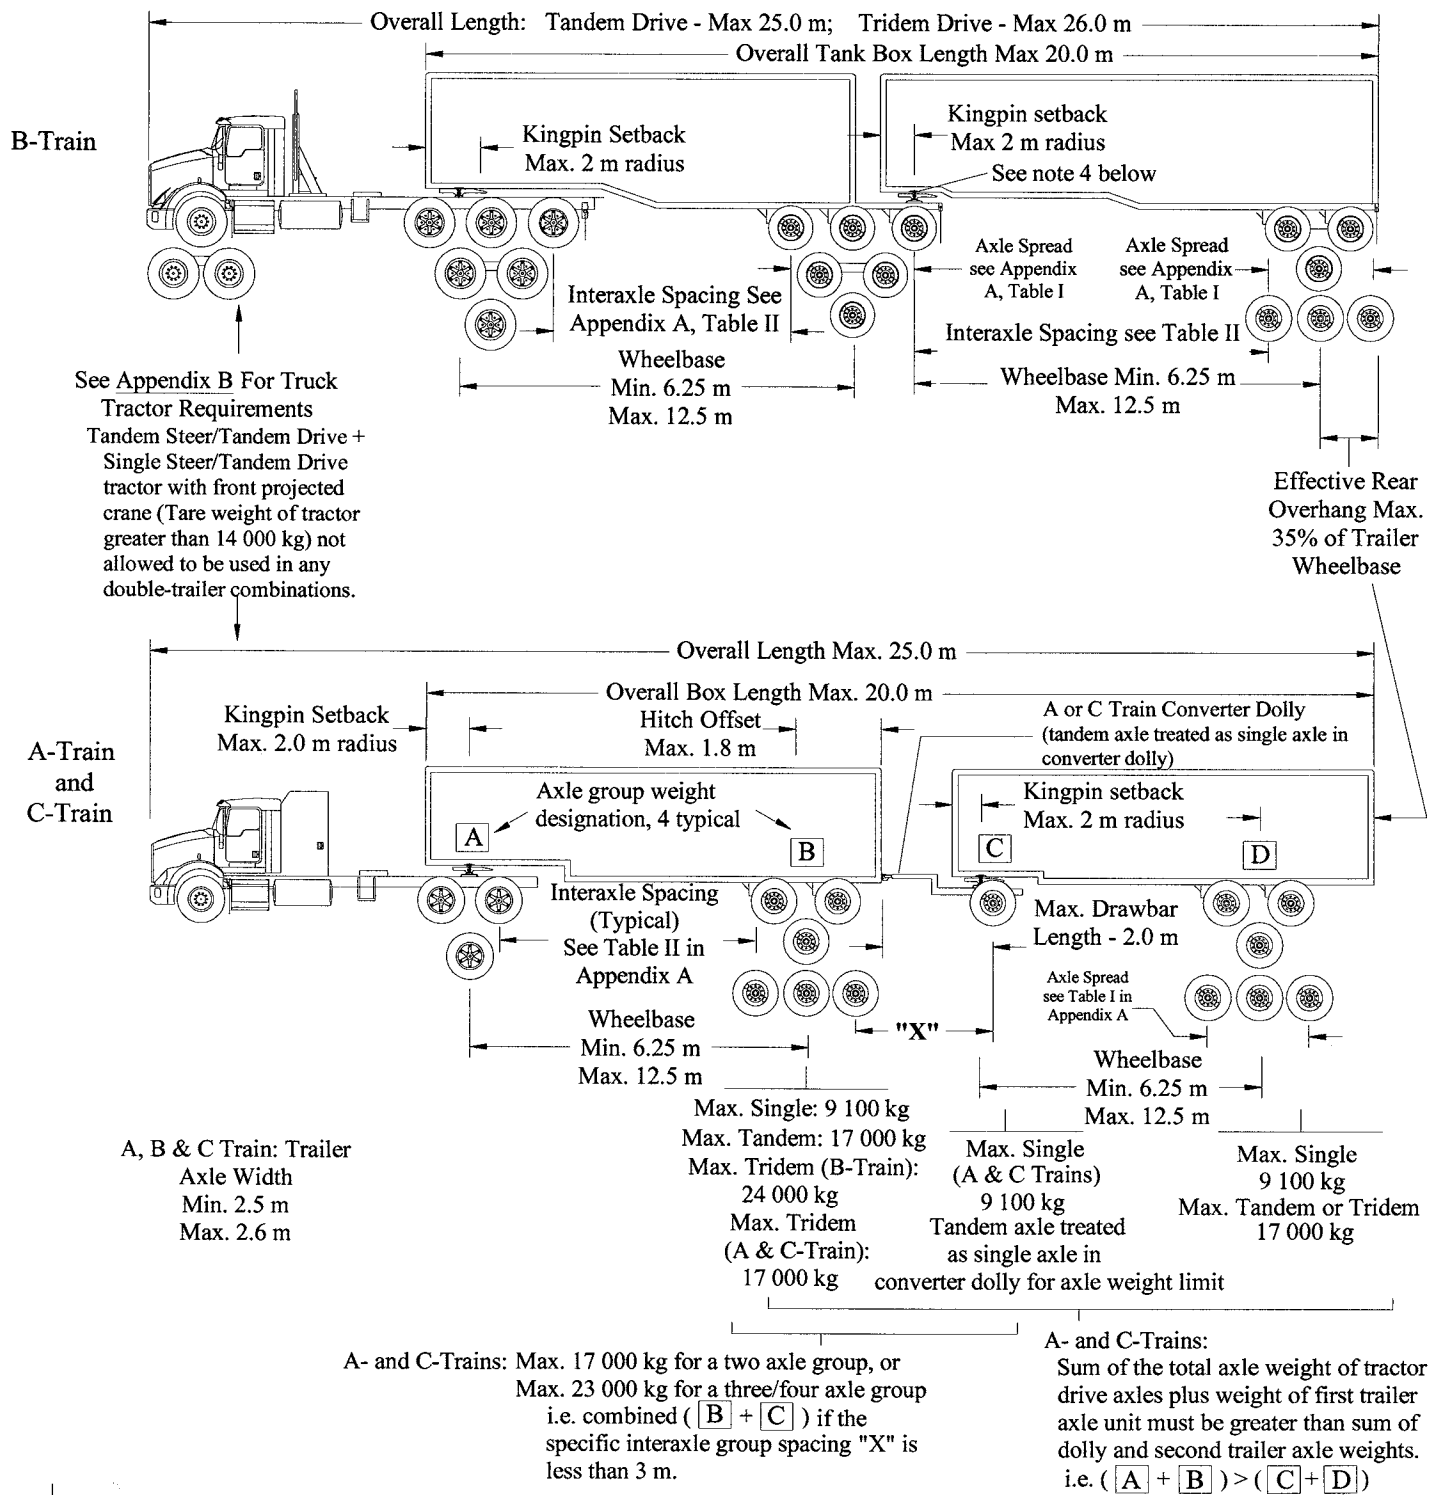 Overall Length: Tandem Drive - Max 25.0 m; Tridem Drive - Max 26.0 m
Overall Tank Box Length Max 20.0 m
B-Train
Kingpin Setback
Max. 2 m radius
Kingpin setback
Max 2 m radius
See note 4 below
Axle Spread
see Appendix
A, Table I
Axle Spread
see Appendix
A, Table I
Interaxle Spacing See
Appendix A, Table II
Interaxle Spacing see Table II
Wheelbase
Min. 6.25 m
Max. 12.5 m
Wheelbase Min. 6.25 m
Max. 12.5 m
See Appendix B For Truck
Tractor Requirements
Tandem Steer/Tandem Drive +
Single Steer/Tandem Drive
tractor with front projected
crane (Tare weight of tractor
greater than 14 000 kg) not
allowed to be used in any
double-trailer combinations.
Effective Rear
Overhang Max.
35% of Trailer
Wheelbase
Overall Length Max. 25.0 m
Overall Box Length Max. 20.0 m
Kingpin Setback
Max. 2.0 m radius
Hitch Offset
Max. 1.8 m
A or C Train Converter Dolly
(tandem axle treated as single axle in
converter dolly)
A-Train
and
C-Train
Axle group weight
designation, 4 typical
Kingpin setback
Max. 2 m radius
A
B
C
D
Interaxle Spacing
(Typical)
See Table II in
Appendix A
Max. Drawbar
Length - 2.0 m
Axle Spread
see Table I in
Appendix A
Wheelbase
Min. 6.25 m
Max. 12.5 m
"X"
Wheelbase
Min. 6.25 m
Max. 12.5 m
A, B & C Train: Trailer
Axle Width
Min. 2.5 m
Max. 2.6 m
Max. Single: 9 100 kg
Max. Tandem: 17 000 kg
Max. Tridem (B-Train):
24 000 kg
Max. Tridem
(A & C-Train):
17 000 kg
Max. Single
(A & C Trains)
9 100 kg
Tandem axle treated
as single axle in
converter dolly for axle weight limit
Max. Single
9 100 kg
Max. Tandem or Tridem
17 000 kg
A- and C-Trains: Max. 17 000 kg for a two axle group, or
Max. 23 000 kg for a three/four axle group
i.e. combined ( B + C ) if the
specific interaxle group spacing "X" is
less than 3 m.
A- and C-Trains:
Sum of the total axle weight of tractor
drive axles plus weight of first trailer
axle unit must be greater than sum of
dolly and second trailer axle weights.
i.e. ( A + B ) > ( C + D )